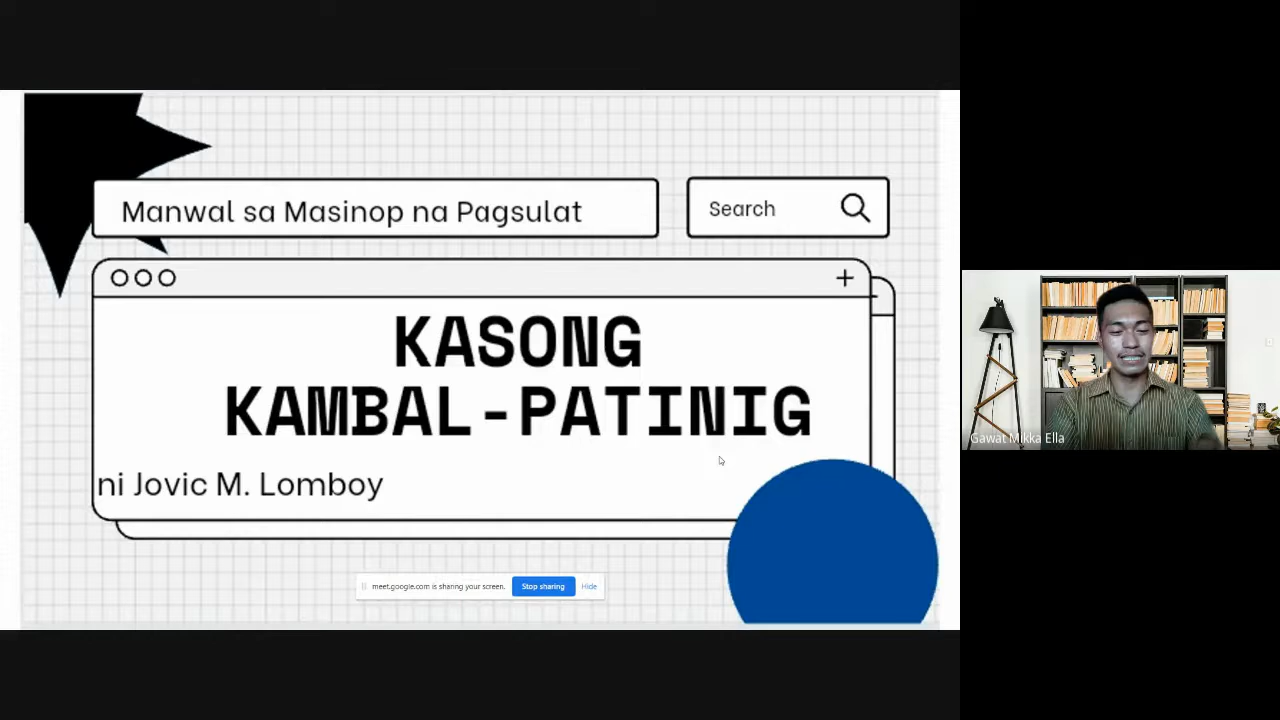 Manwal sa Masinop na Pagsulat
Search
KASONG
KAMBAL-PATINIG
ni Jovic M. Lomboy
meet.google.com is sharing your screen. Stop sharing Hide
Gawat Mikka Ella